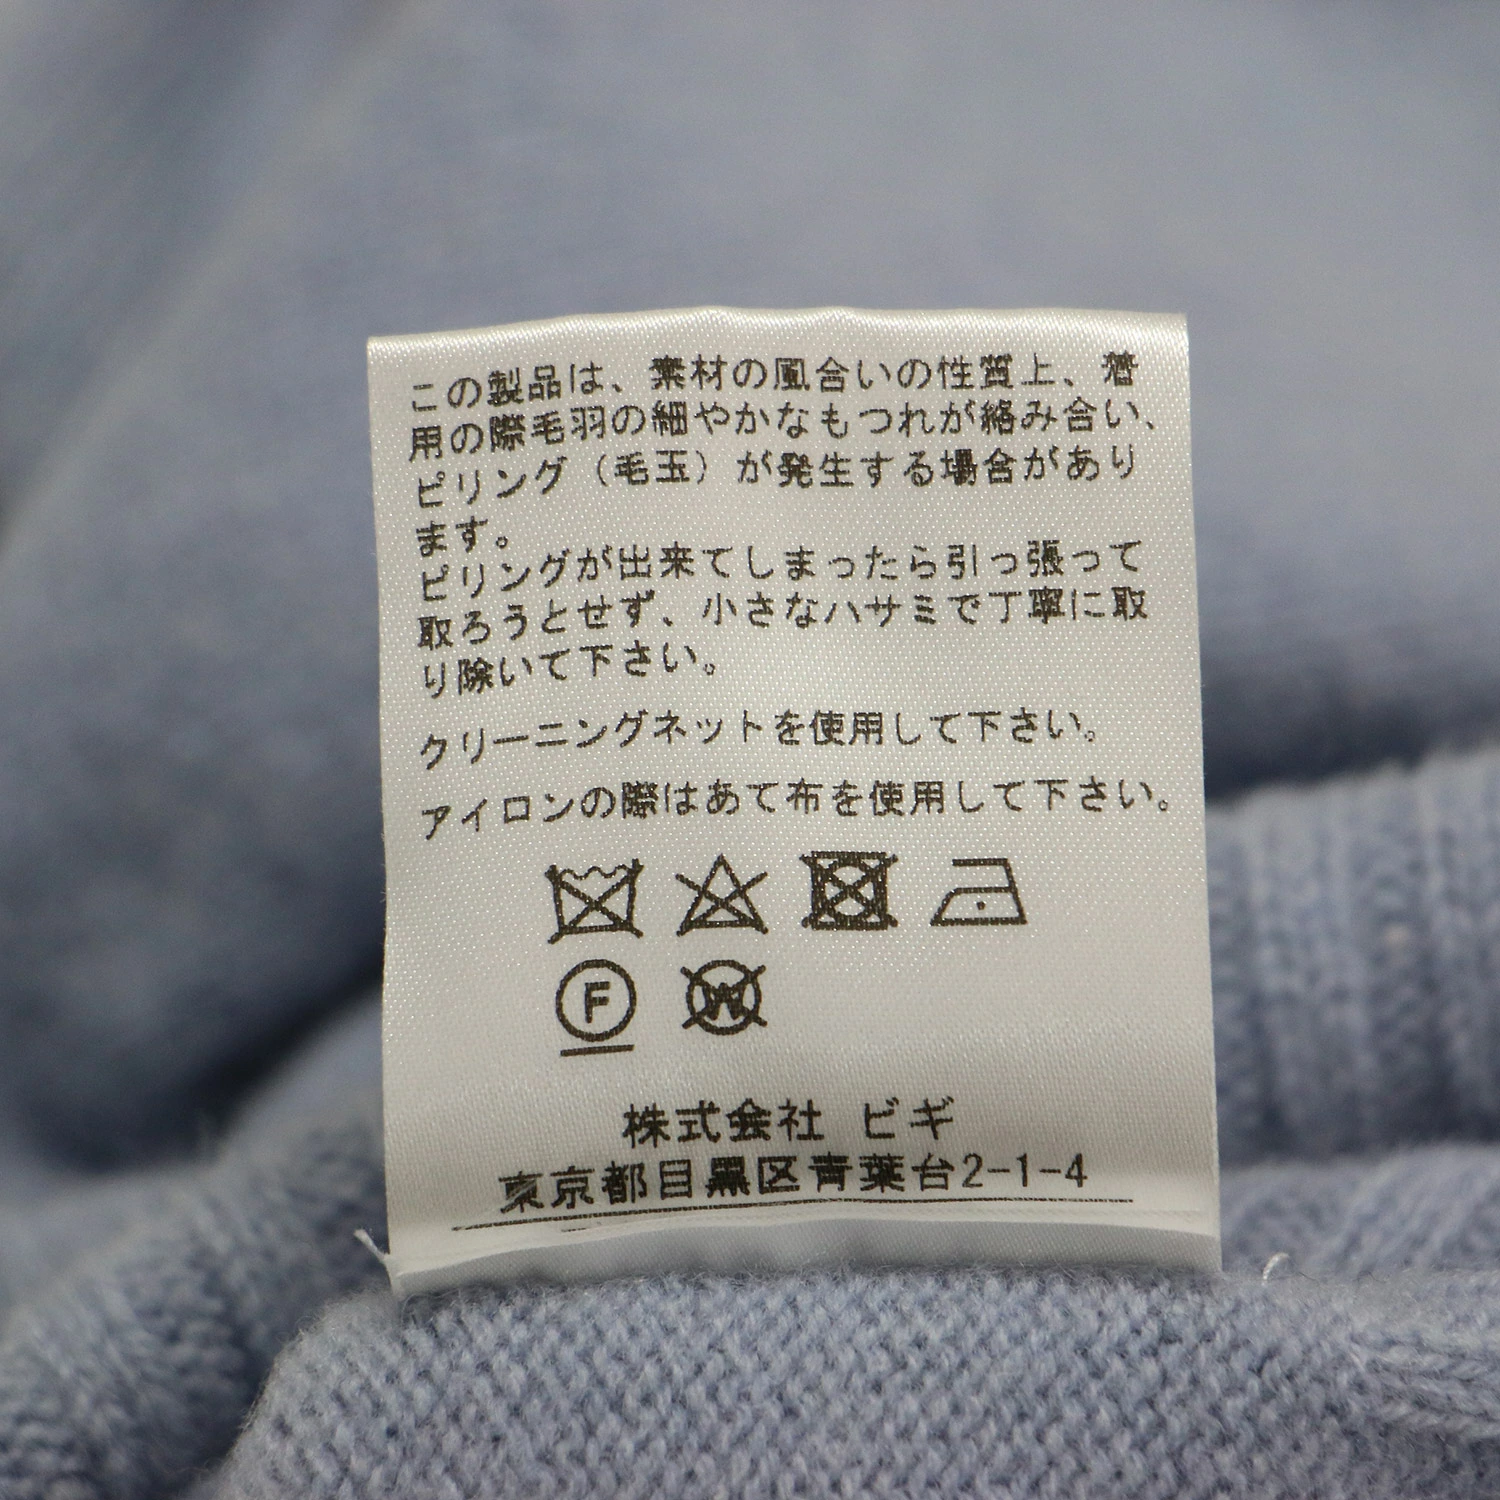 この製品は、素材の風合いの性質上、着
用の際毛羽の細やかなもつれが絡み合い、
ピリング（毛玉）が発生する場合があり
ます。
ピリングが出来てしまったら引っ張って
取ろうとせず、小さなハサミで丁寧に取
り除いて下さい。
クリーニングネットを使用して下さい。
アイロンの際はあて布を使用して下さい。
F W
株式会社 ビギ
東京都目黒区青葉台2-1-4